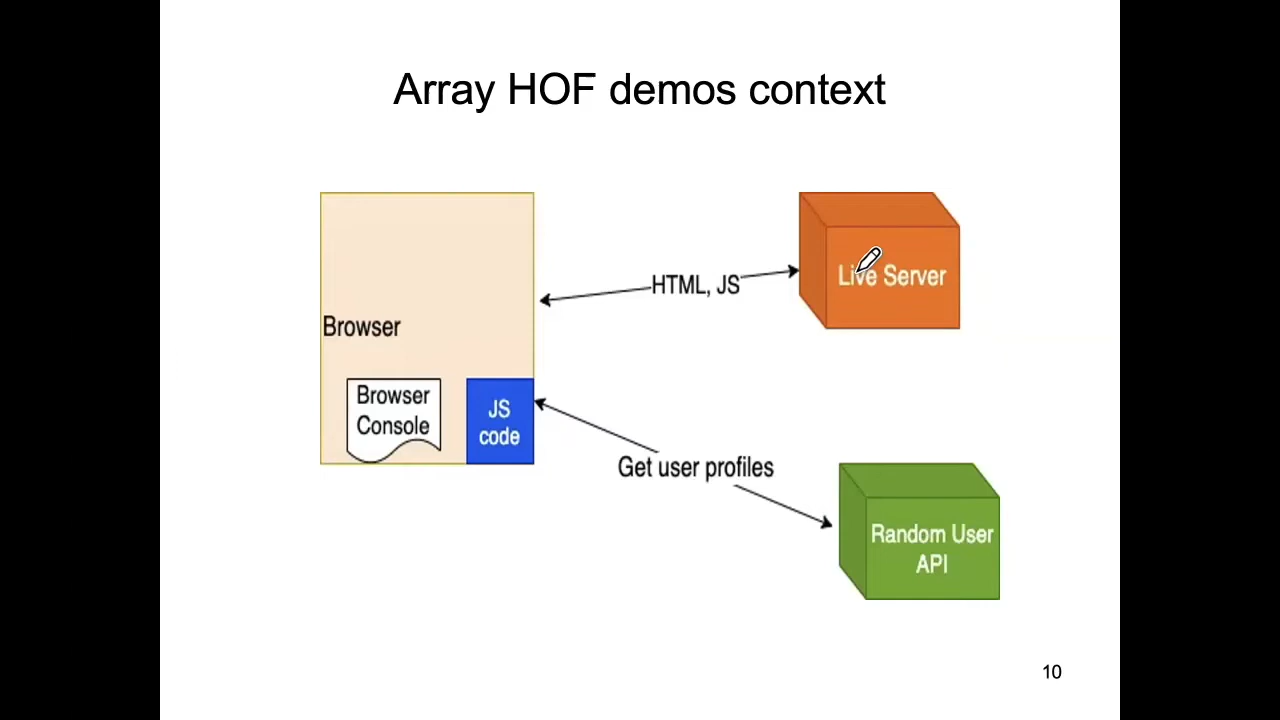 Array HOF demos context
HTML, JS
Live Server
Browser
Browser
Console
JS
code
Get user profiles
Random User
API
10